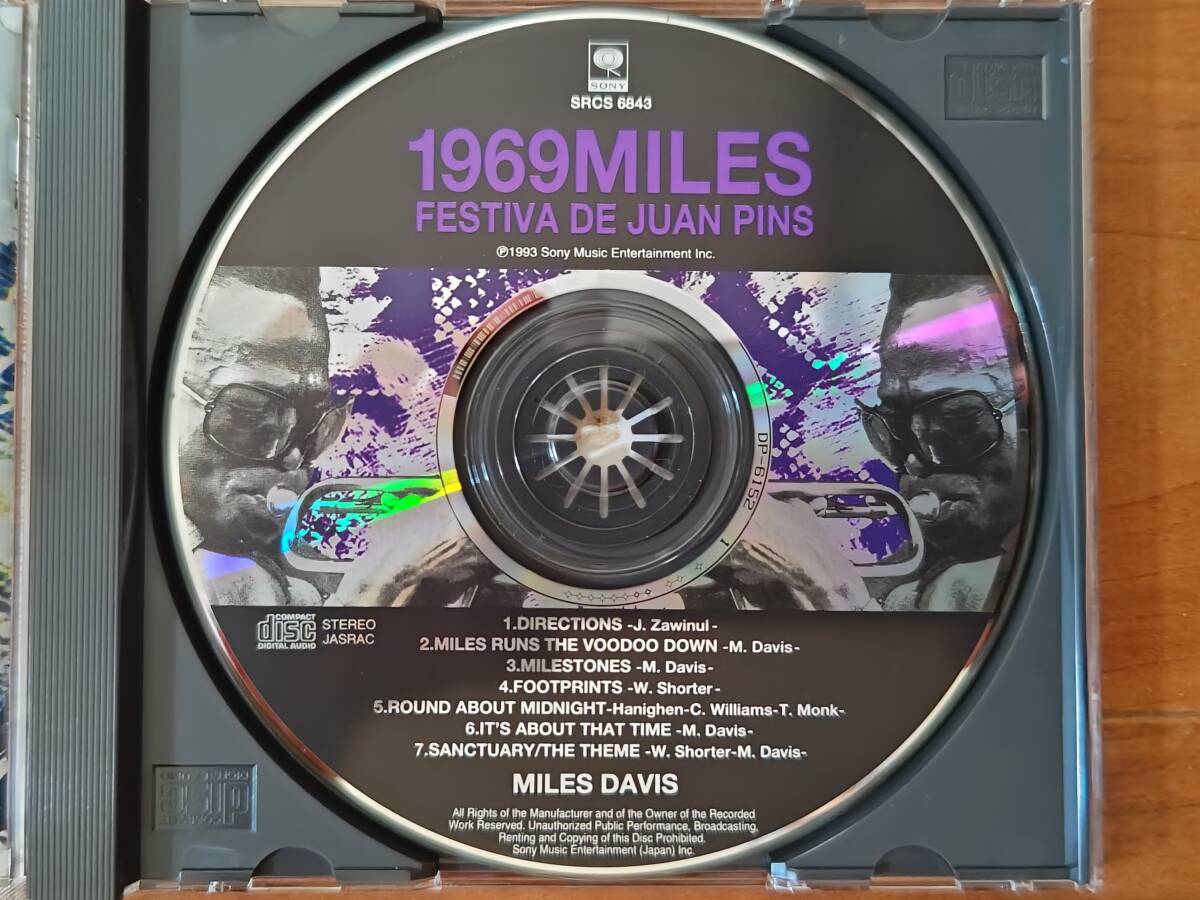 SONY
SRCS 6843
1969MILES
FESTIVA DE JUAN PINS
℗1993 Sony Music Entertainment Inc.
DP-6152 1
COMPACT
disc
DIGITAL AUDIO
STEREO
JASRAC
1.DIRECTIONS -J. Zawinul-
2.MILES RUNS THE VOODOO DOWN -M. Davis-
3.MILESTONES -M. Davis-
4.FOOTPRINTS -W. Shorter-
5.ROUND ABOUT MIDNIGHT-Hanighen-C. Williams-T. Monk-
6.IT'S ABOUT THAT TIME -M. Davis-
7.SANCTUARY/THE THEME -W. Shorter-M. Davis-
MILES DAVIS
All Rights of the Manufacturer and of the Owner of the Recorded
Work Reserved. Unauthorized Public Performance, Broadcasting,
Renting and Copying of this Disc Prohibited.
Sony Music Entertainment (Japan) Inc.